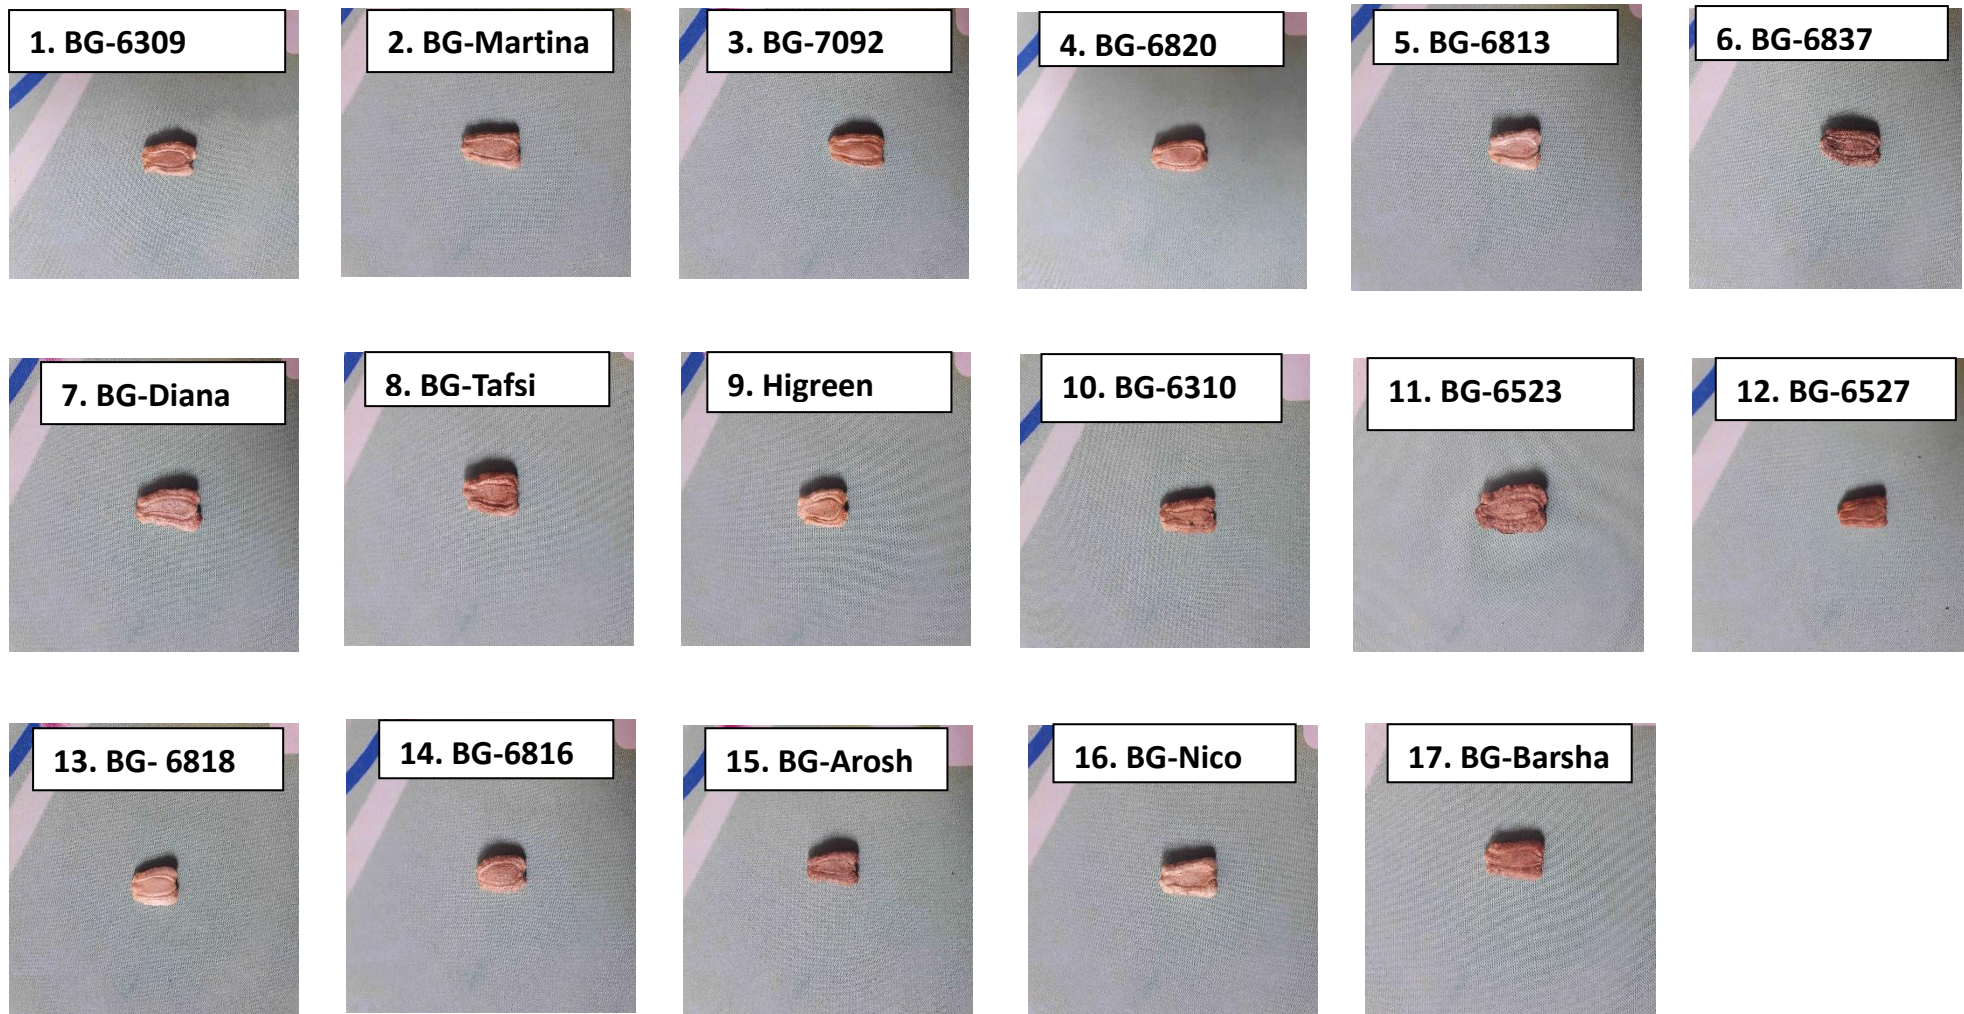 1. BG-6309
2. BG-Martina
3. BG-7092
4. BG-6820
5. BG-6813
6. BG-6837
7. BG-Diana
8. BG-Tafsi
9. Higreen
10. BG-6310
11. BG-6523
12. BG-6527
13. BG- 6818
14. BG-6816
15. BG-Arosh
16. BG-Nico
17. BG-Barsha